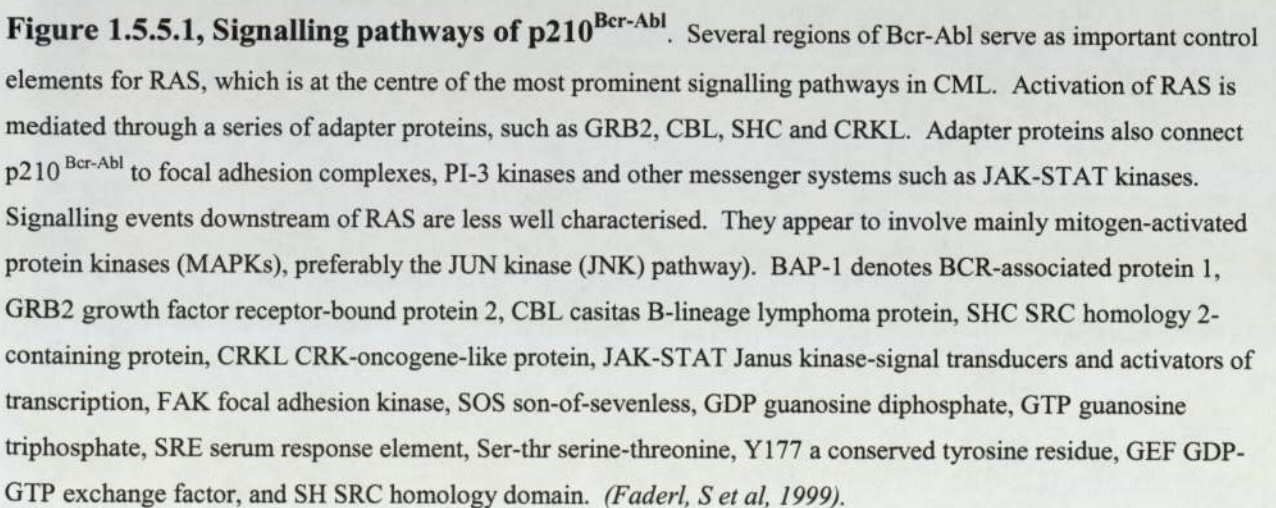 Figure 1.5.5.1, Signalling pathways of p210Bcr-Abl. Several regions of Bcr-Abl serve as important control
elements for RAS, which is at the centre of the most prominent signalling pathways in CML. Activation of RAS is
mediated through a series of adapter proteins, such as GRB2, CBL, SHC and CRKL. Adapter proteins also connect
p210 Bcr-Abl to focal adhesion complexes, PI-3 kinases and other messenger systems such as JAK-STAT kinases.
Signalling events downstream of RAS are less well characterised. They appear to involve mainly mitogen-activated
protein kinases (MAPKs), preferably the JUN kinase (JNK) pathway). BAP-1 denotes BCR-associated protein 1,
GRB2 growth factor receptor-bound protein 2, CBL casitas B-lineage lymphoma protein, SHC SRC homology 2-
containing protein, CRKL CRK-oncogene-like protein, JAK-STAT Janus kinase-signal transducers and activators of
transcription, FAK focal adhesion kinase, SOS son-of-sevenless, GDP guanosine diphosphate, GTP guanosine
triphosphate, SRE serum response element, Ser-thr serine-threonine, Y177 a conserved tyrosine residue, GEF GDP-
GTP exchange factor, and SH SRC homology domain. (Faderl, S et al, 1999).